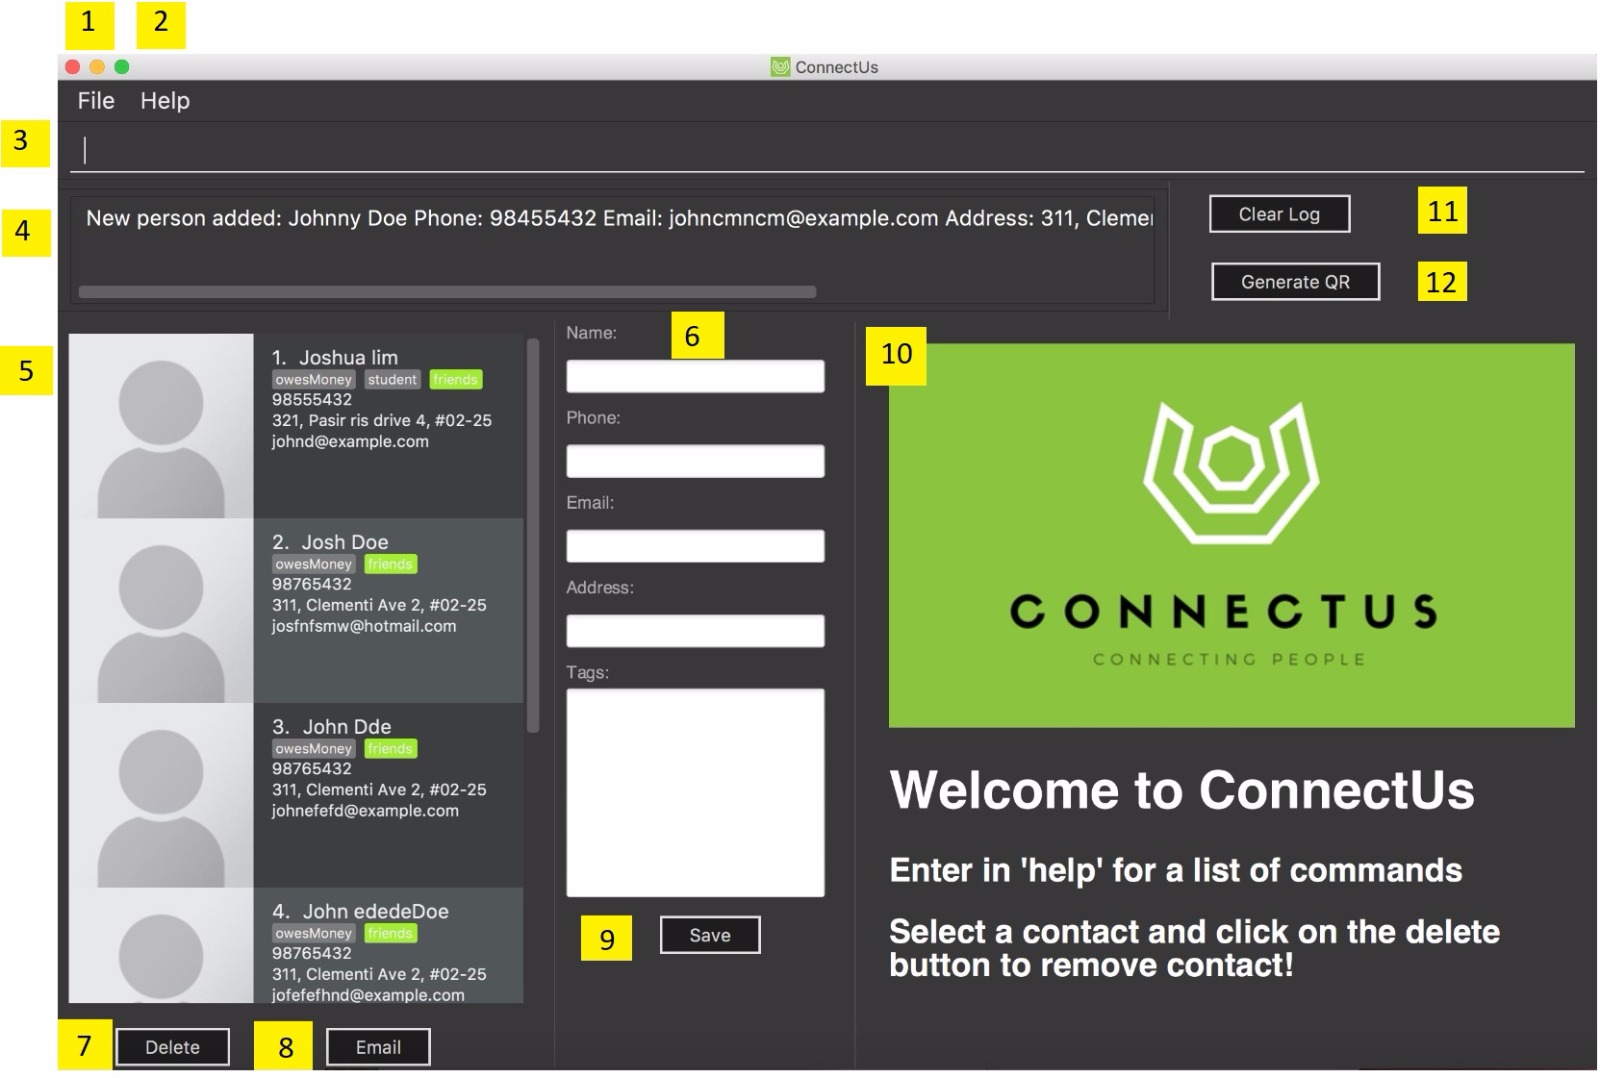 1 2
ConnectUs
File Help
3
4
New person added: Johnny Doe Phone: 98455432 Email: johncmncm@example.com Address: 311, Clemen
Clear Log 11
Generate QR 12
5
1. Joshua lim
owesMoney student friends
98555432
321, Pasir ris drive 4, #02-25
johnd@example.com
2. Josh Doe
owesMoney friends
98765432
311, Clementi Ave 2, #02-25
josfnfsmw@hotmail.com
3. John Dde
owesMoney friends
98765432
311, Clementi Ave 2, #02-25
johnefefd@example.com
4. John ededeDoe
owesMoney friends
98765432
311, Clementi Ave 2, #02-25
jofefefhnd@example.com
7 Delete 8 Email
Name: 6
Phone:
Email:
Address:
Tags:
9 Save
10
CONNECTUS
CONNECTING PEOPLE
Welcome to ConnectUs
Enter in 'help' for a list of commands
Select a contact and click on the delete
button to remove contact!